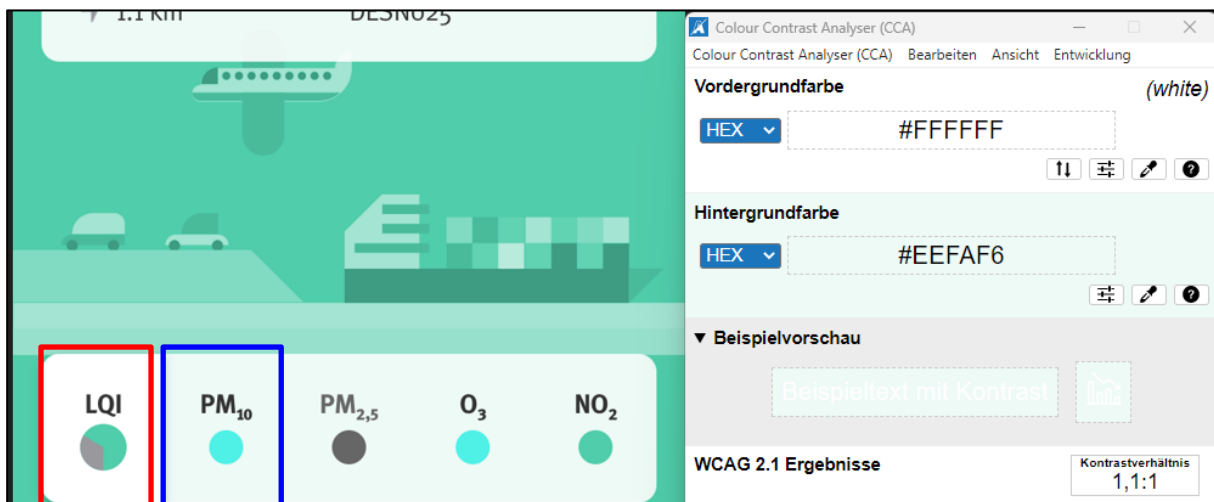 1.1 km DESN025
LQI PM₁₀ PM₂,₅ O₃ NO₂
Colour Contrast Analyser (CCA)
Colour Contrast Analyser (CCA) Bearbeiten Ansicht Entwicklung
Vordergrundfarbe (white)
HEX #FFFFFF
Hintergrundfarbe
HEX #EEFAF6
▼ Beispielvorschau
Beispieltext mit Kontrast
WCAG 2.1 Ergebnisse
Kontrastverhältnis
1,1:1